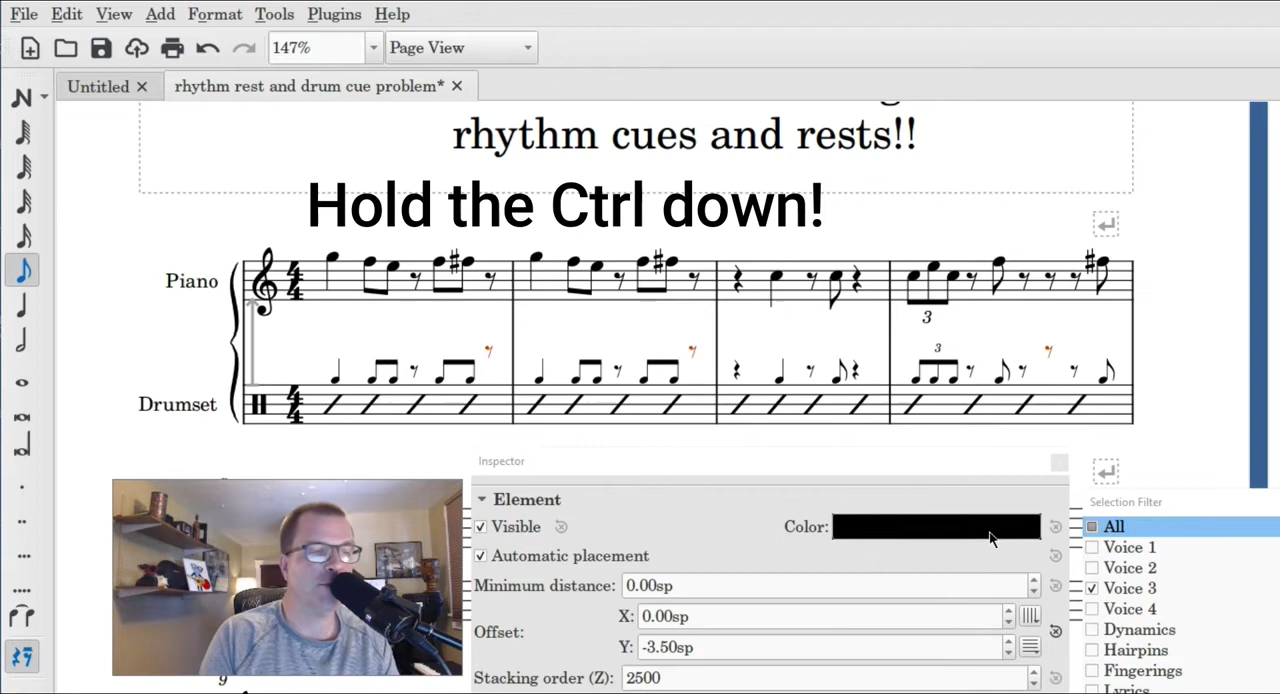 File Edit View Add Format Tools Plugins Help
147% Page View
Untitled rhythm rest and drum cue problem*
rhythm cues and rests!!
Hold the Ctrl down!
Piano
3
3
Drumset
Inspector
Element
Visible Color:
Automatic placement
Minimum distance: 0.00sp
X: 0.00sp
Offset:
Y: -3.50sp
Stacking order (Z): 2500
Selection Filter
All
Voice 1
Voice 2
Voice 3
Voice 4
Dynamics
Hairpins
Fingerings
Lyrics
9